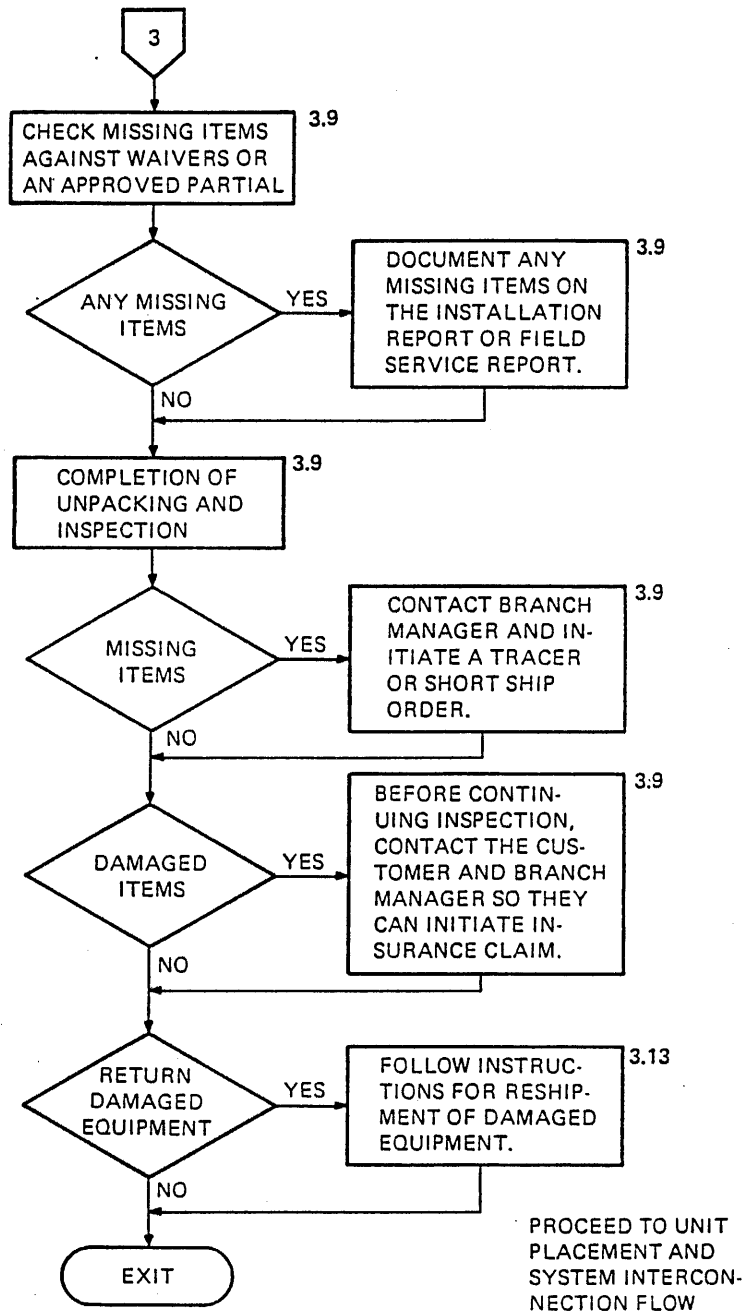 3
3.9
CHECK MISSING ITEMS
AGAINST WAIVERS OR
AN APPROVED PARTIAL
ANY MISSING
ITEMS
YES
3.9
DOCUMENT ANY
MISSING ITEMS ON
THE INSTALLATION
REPORT OR FIELD
SERVICE REPORT.
NO
3.9
COMPLETION OF
UNPACKING AND
INSPECTION
MISSING
ITEMS
YES
3.9
CONTACT BRANCH
MANAGER AND IN-
ITIATE A TRACER
OR SHORT SHIP
ORDER.
NO
DAMAGED
ITEMS
YES
3.9
BEFORE CONTIN-
UING INSPECTION,
CONTACT THE CUS-
TOMER AND BRANCH
MANAGER SO THEY
CAN INITIATE IN-
SURANCE CLAIM.
NO
RETURN
DAMAGED
EQUIPMENT
YES
3.13
FOLLOW INSTRUC-
TIONS FOR RESHIP-
MENT OF DAMAGED
EQUIPMENT.
NO
EXIT
PROCEED TO UNIT
PLACEMENT AND
SYSTEM INTERCON-
NECTION FLOW